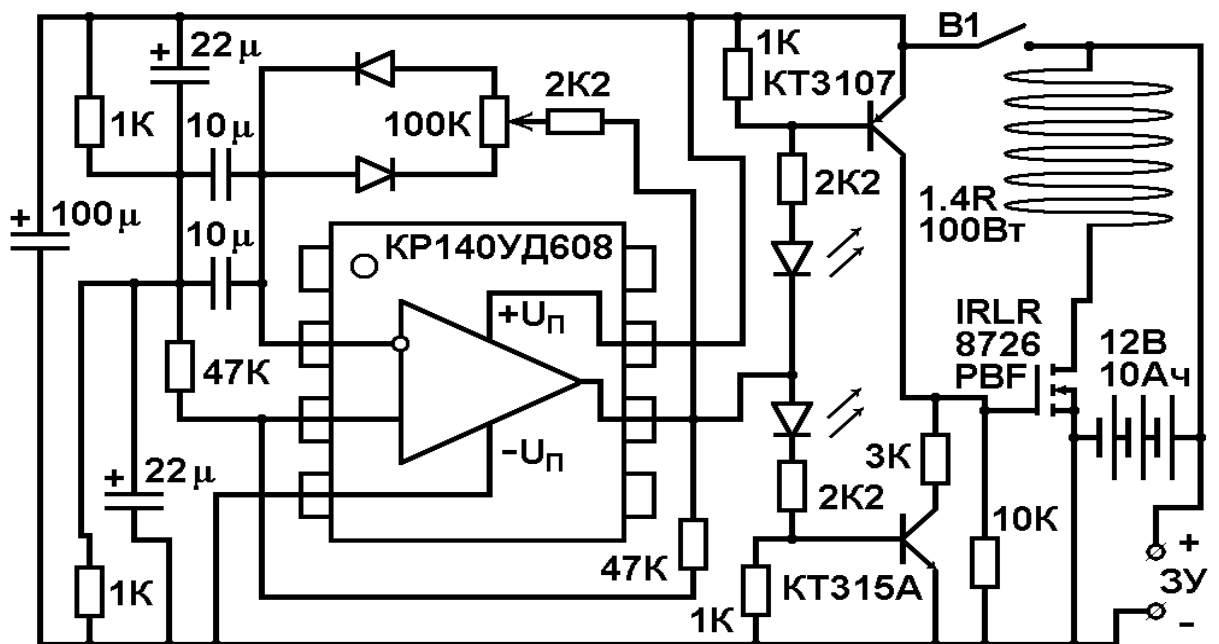 22µ
1К
В1
КТ3107
1К
10µ
100К
2К2
100µ
10µ
2К2
1.4R
100Вт
КР140УД608
+Uп
IRLR
8726
PBF
12В
10Ач
47К
22µ
-Uп
3К
2К2
10К
1К
47К
КТ315А
1К
+
ЗУ
-
+
+
+